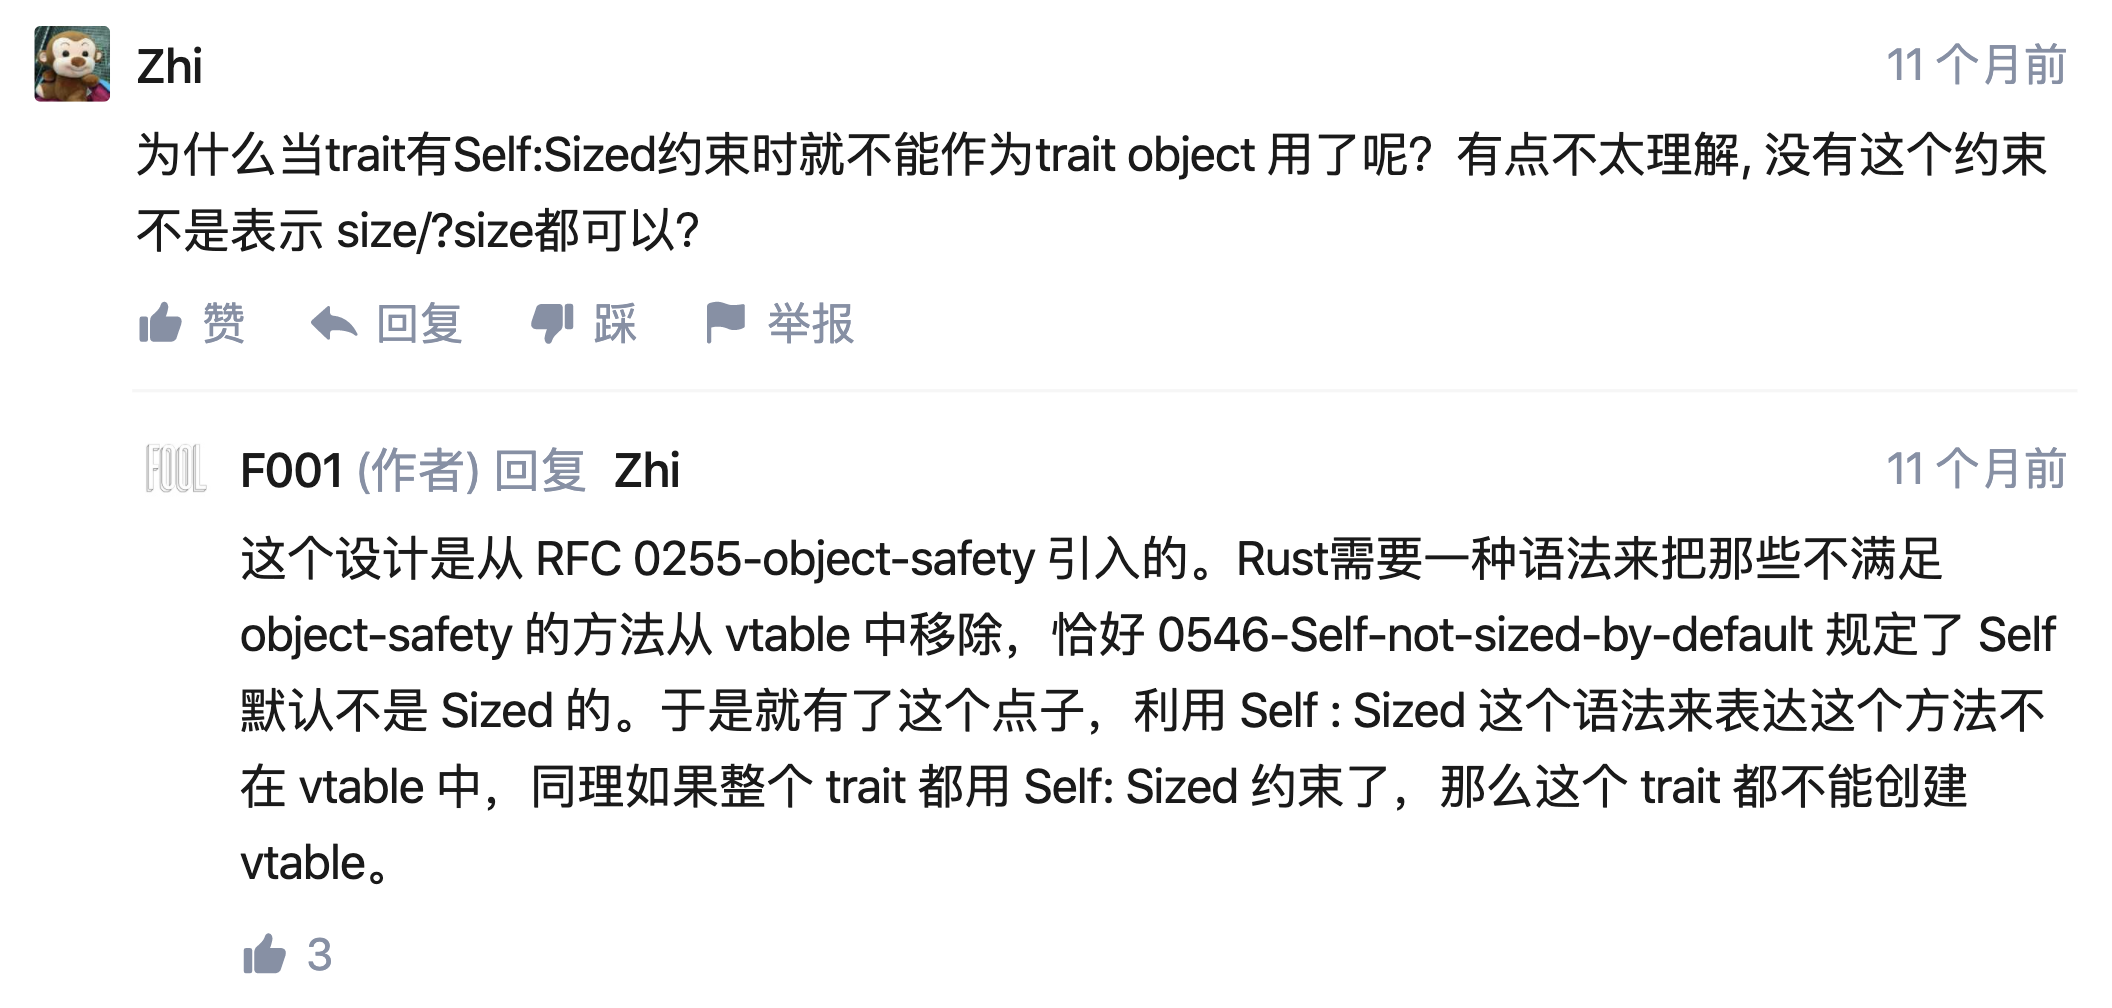 Zhi
11 个月前
为什么当trait有Self:Sized约束时就不能作为trait object 用了呢？有点不太理解, 没有这个约束
不是表示 size/?size都可以?
赞 回复 踩 举报
FOOL
F001 (作者) 回复 Zhi
11 个月前
这个设计是从 RFC 0255-object-safety 引入的。Rust需要一种语法来把那些不满足
object-safety 的方法从 vtable 中移除，恰好 0546-Self-not-sized-by-default 规定了 Self
默认不是 Sized 的。于是就有了这个点子，利用 Self : Sized 这个语法来表达这个方法不
在 vtable 中，同理如果整个 trait 都用 Self: Sized 约束了，那么这个 trait 都不能创建
vtable。
3